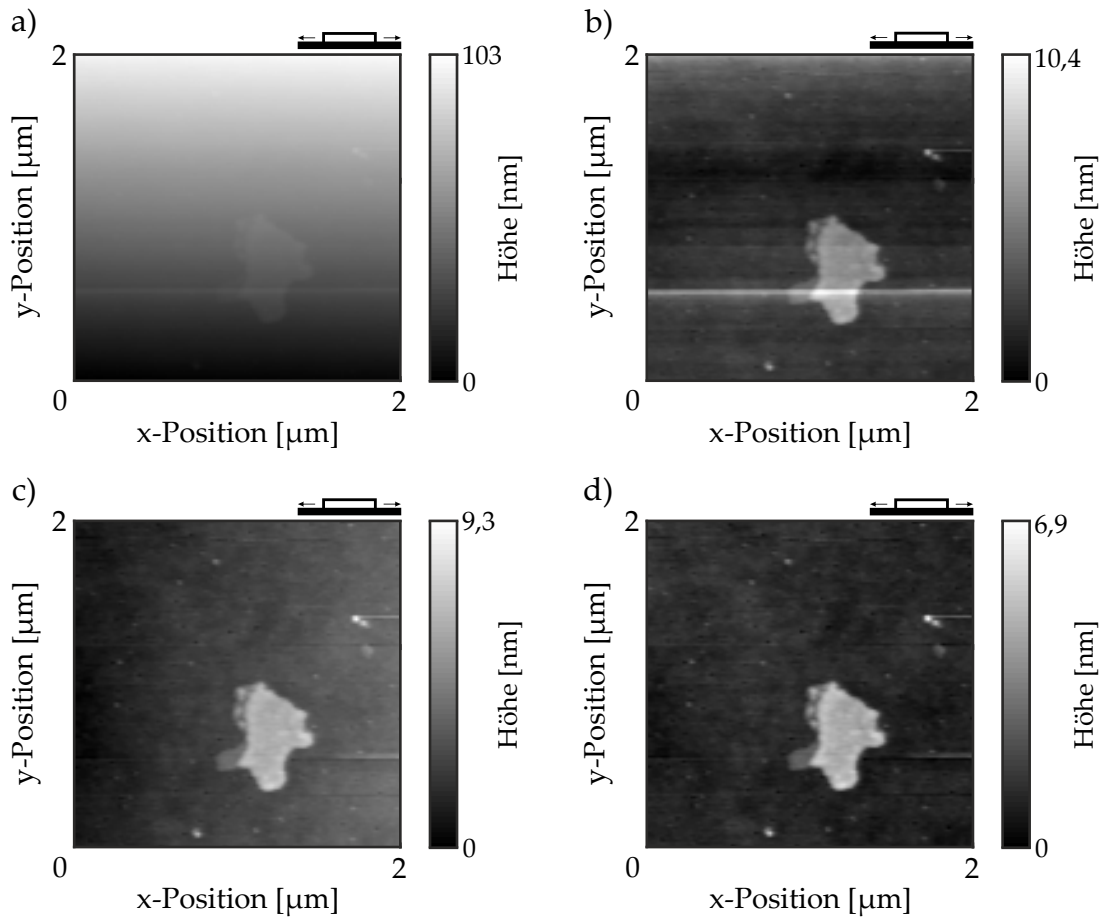 a)
2
103
y-Position [µm]
Höhe [nm]
0
0
2
x-Position [µm]
b)
2
10,4
y-Position [µm]
Höhe [nm]
0
0
2
x-Position [µm]
c)
2
9,3
y-Position [µm]
Höhe [nm]
0
0
2
x-Position [µm]
d)
2
6,9
y-Position [µm]
Höhe [nm]
0
0
2
x-Position [µm]